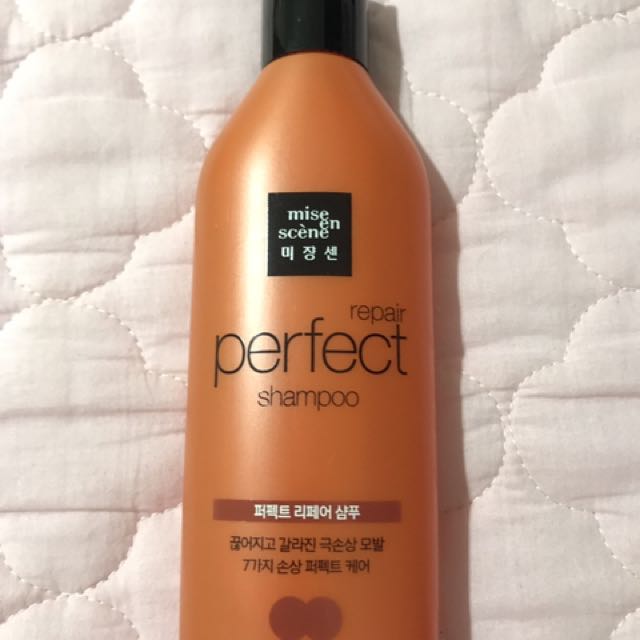 mise
en
scène
미장센
repair
perfect
shampoo
퍼펙트 리페어 샴푸
끊어지고 갈라진 극손상 모발
7가지 손상 퍼펙트 케어